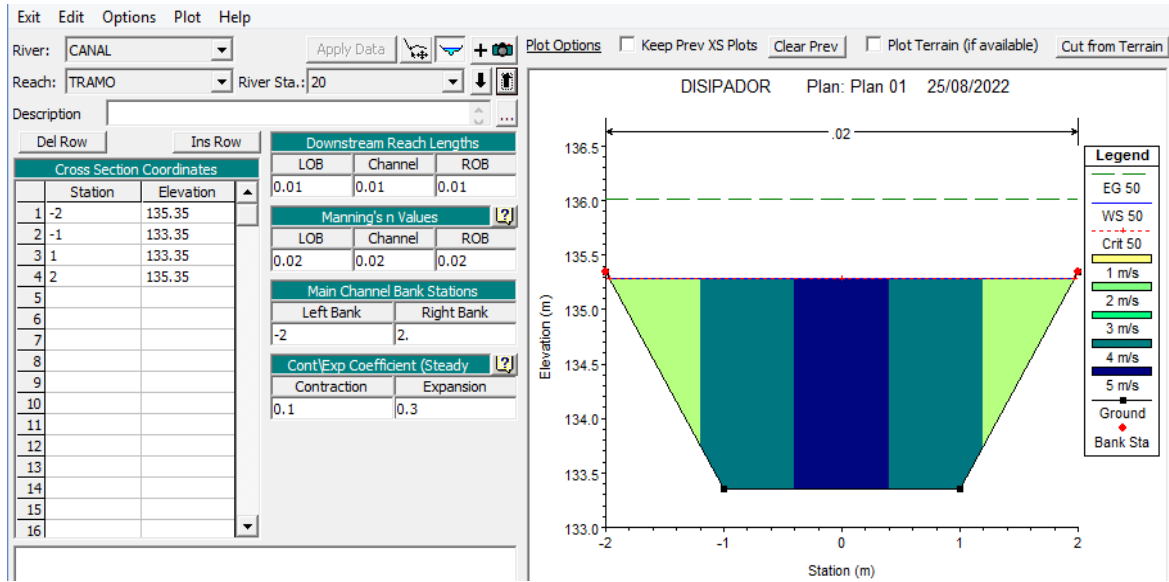 Exit Edit Options Plot Help
River: CANAL Apply Data
Reach: TRAMO River Sta.: 20
Description ...
Del Row Ins Row
Cross Section Coordinates
Station Elevation
1 -2 135.35
2 -1 133.35
3 1 133.35
4 2 135.35
5
6
7
8
9
10
11
12
13
14
15
16
Downstream Reach Lengths
LOB Channel ROB
0.01 0.01 0.01
Manning's n Values ?
LOB Channel ROB
0.02 0.02 0.02
Main Channel Bank Stations
Left Bank Right Bank
-2 2.
Cont\Exp Coefficient (Steady ?
Contraction Expansion
0.1 0.3
Plot Options Keep Prev XS Plots Clear Prev Plot Terrain (if available) Cut from Terrain
DISIPADOR Plan: Plan 01 25/08/2022
.02
136.5
136.0
135.5
135.0
134.5
134.0
133.5
133.0
Elevation (m)
-2 -1 0 1 2
Station (m)
Legend
EG 50
WS 50
Crit 50
1 m/s
2 m/s
3 m/s
4 m/s
5 m/s
Ground
Bank Sta